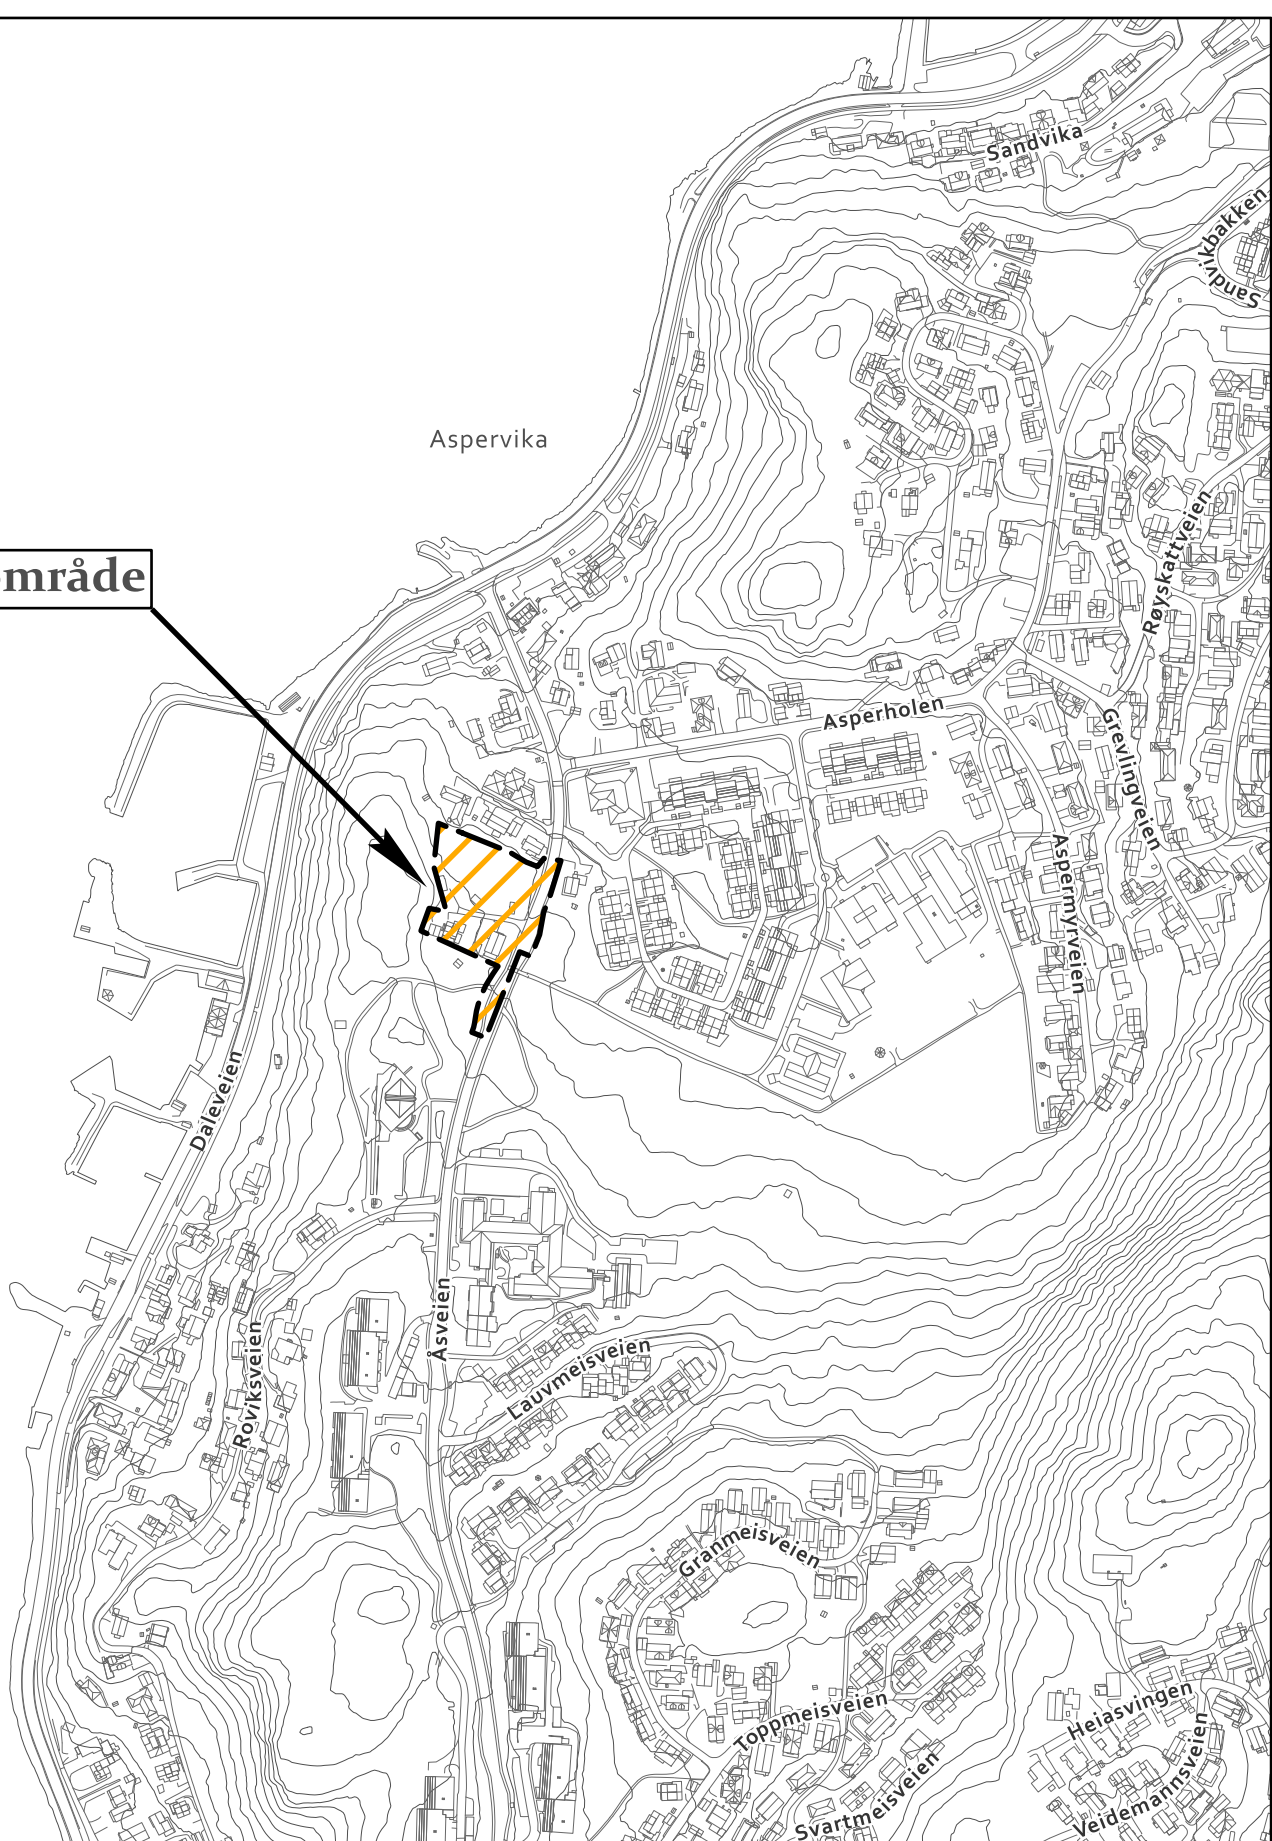 Sandvika
Sandvikbakken
Aspervika
Røyskattveien
område
Asperholen
Grevlingveien
Aspermyrveien
Daleveien
Åsveien
Roviksveien
Lauvmeisveien
Granmeisveien
Toppmeisveien
Heiasvingen
Svartmeisveien
Veidemannsveien